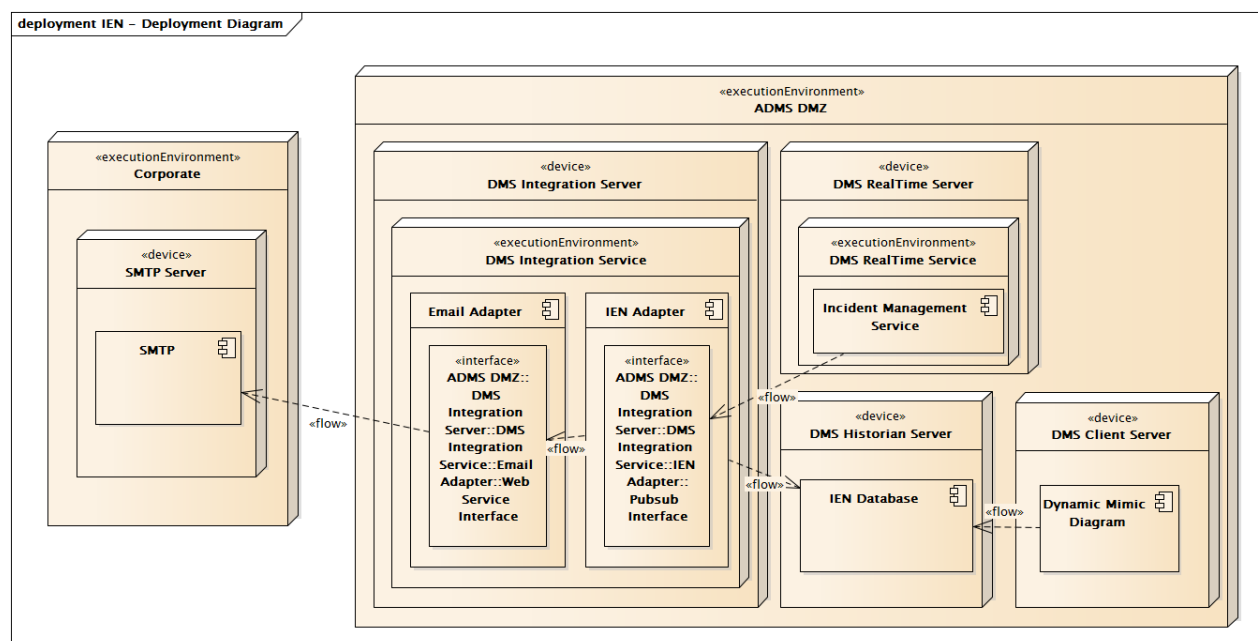 deployment IEN – Deployment Diagram
«executionEnvironment»
Corporate
«device»
SMTP Server
SMTP
«flow»
«executionEnvironment»
ADMS DMZ
«device»
DMS Integration Server
«executionEnvironment»
DMS Integration Service
Email Adapter
«interface»
ADMS DMZ::
DMS
Integration
Server::DMS
Integration
Service::Email
Adapter::Web
Service
Interface
«flow»
IEN Adapter
«interface»
ADMS DMZ::
DMS
Integration
Server::DMS
Integration
Service::IEN
Adapter::
Pubsub
Interface
«device»
DMS RealTime Server
«executionEnvironment»
DMS RealTime Service
Incident Management
Service
«flow»
«device»
DMS Historian Server
«flow»
IEN Database
«flow»
«device»
DMS Client Server
Dynamic Mimic
Diagram